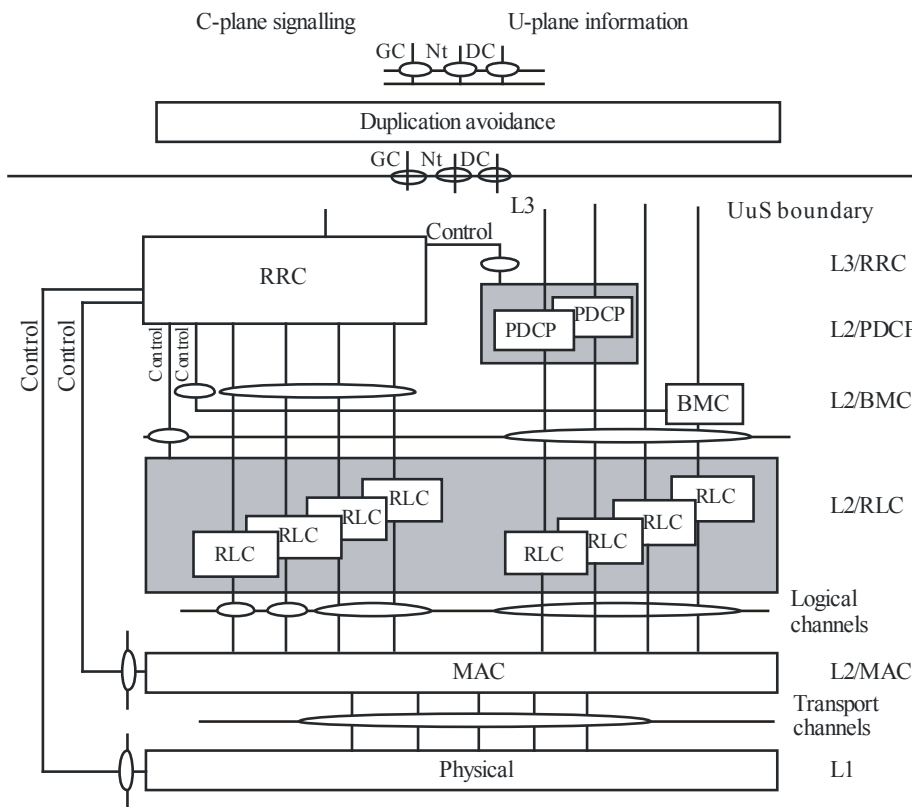 C-plane signalling
U-plane information
GC Nt DC
Duplication avoidance
GC Nt DC
L3
UuS boundary
Control
RRC
L3/RRC
PDCP
PDCP
L2/PDCP
Control
Control
Control
Control
BMC
L2/BMC
RLC
RLC
RLC
RLC
RLC
RLC
RLC
RLC
L2/RLC
Logical
channels
MAC
L2/MAC
Transport
channels
Physical
L1